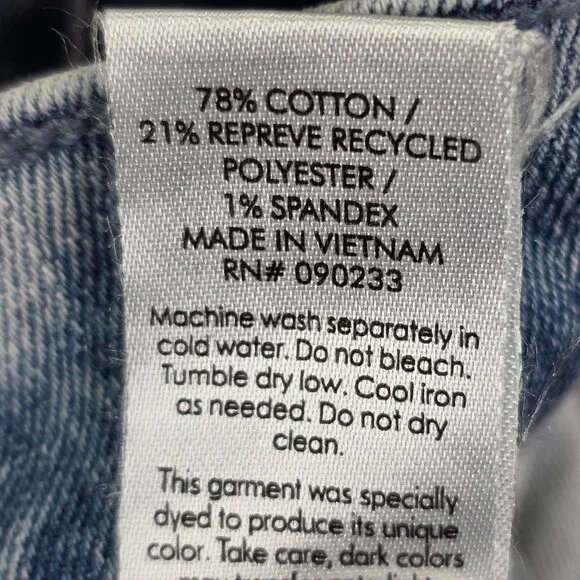 78% COTTON /
21% REPREVE RECYCLED
POLYESTER /
1% SPANDEX
MADE IN VIETNAM
RN# 090233
Machine wash separately in
cold water. Do not bleach.
Tumble dry low. Cool iron
as needed. Do not dry
clean.
This garment was specially
dyed to produce its unique
color. Take care, dark colors